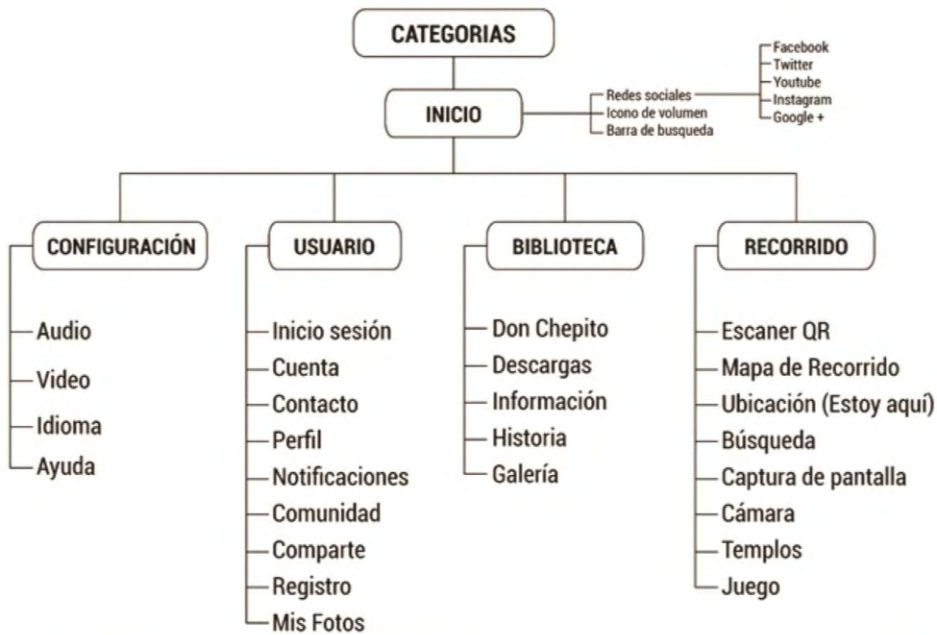 CATEGORIAS
INICIO
Redes sociales
Icono de volumen
Barra de busqueda
Facebook
Twitter
Youtube
Instagram
Google +
CONFIGURACIÓN
Audio
Video
Idioma
Ayuda
USUARIO
Inicio sesión
Cuenta
Contacto
Perfil
Notificaciones
Comunidad
Comparte
Registro
Mis Fotos
BIBLIOTECA
Don Chepito
Descargas
Información
Historia
Galería
RECORRIDO
Escaner QR
Mapa de Recorrido
Ubicación (Estoy aquí)
Búsqueda
Captura de pantalla
Cámara
Templos
Juego